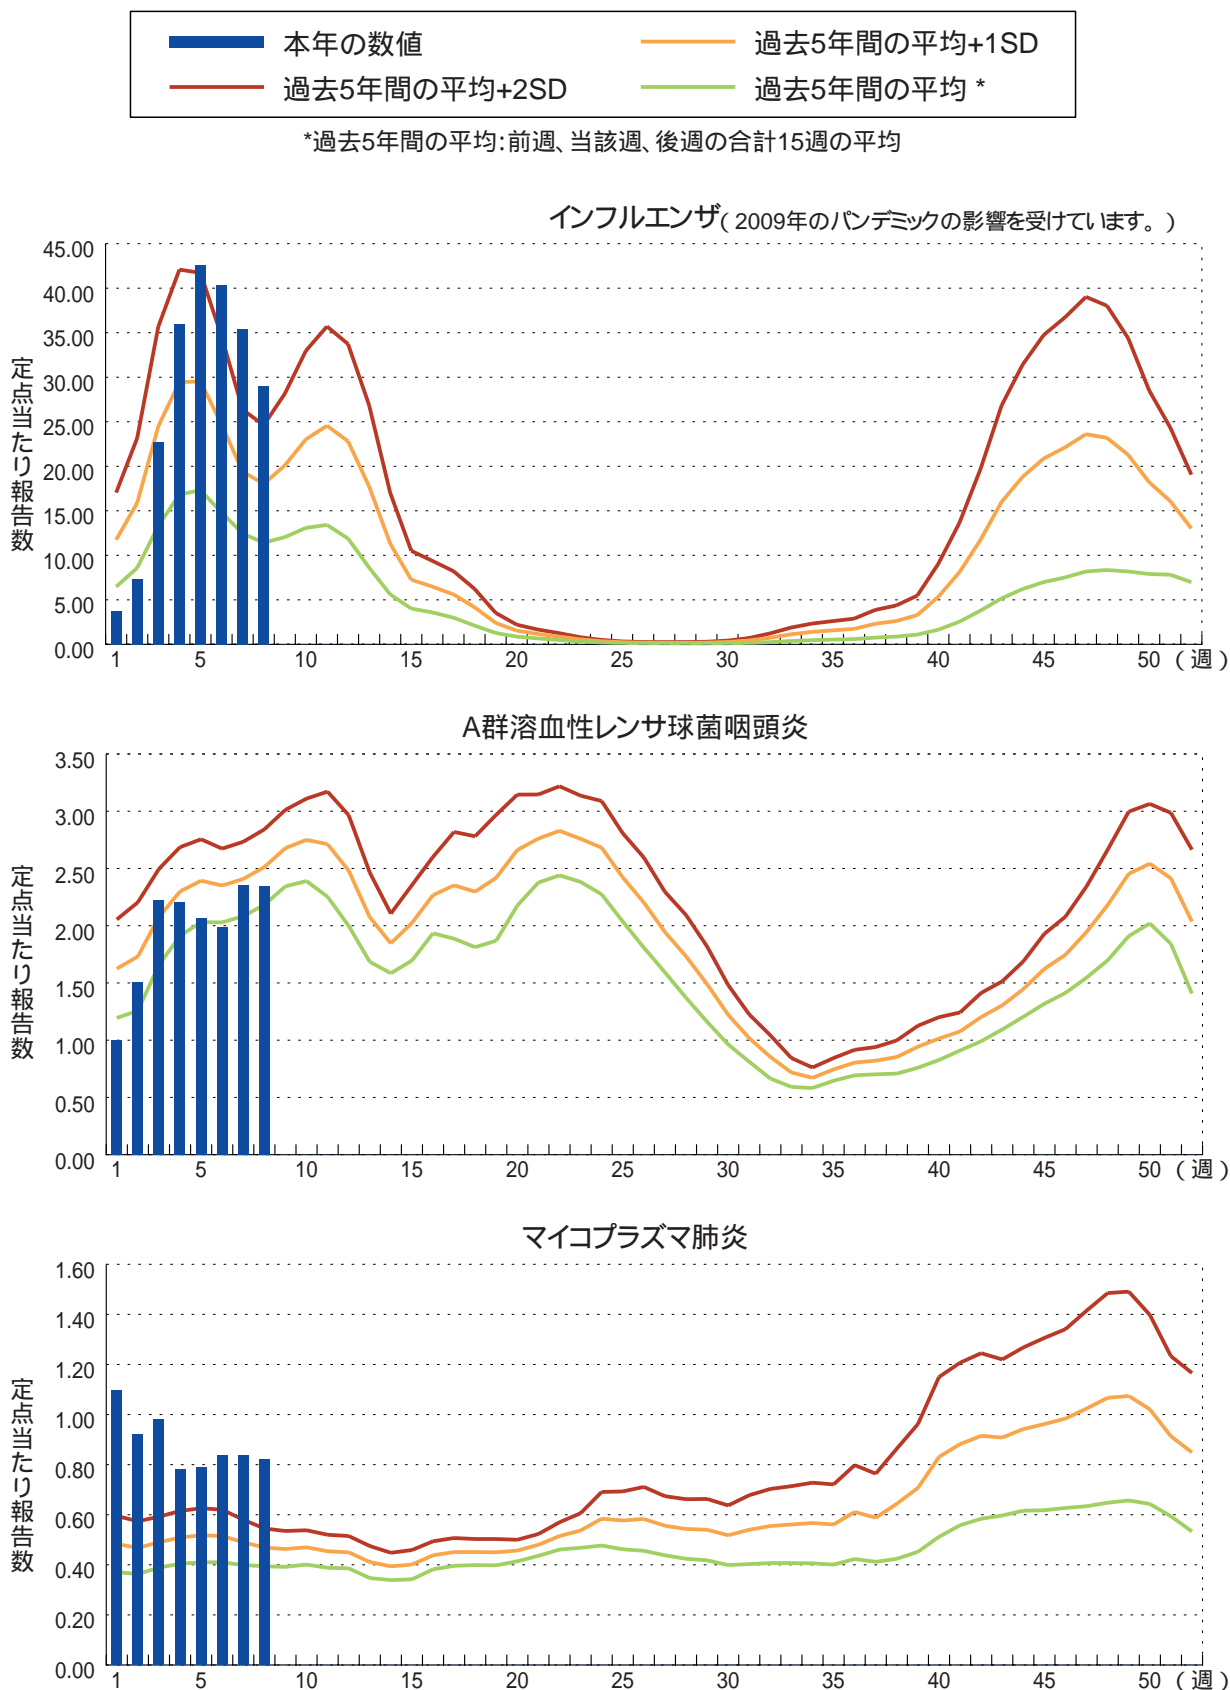 本年の数値
過去5年間の平均+1SD
過去5年間の平均+2SD
過去5年間の平均 *
*過去5年間の平均:前週、当該週、後週の合計15週の平均
インフルエンザ( 2009年のパンデミックの影響を受けています。 )
定点当たり報告数
45.00
40.00
35.00
30.00
25.00
20.00
15.00
10.00
5.00
0.00
1 5 10 15 20 25 30 35 40 45 50 (週)
A群溶血性レンサ球菌咽頭炎
定点当たり報告数
3.50
3.00
2.50
2.00
1.50
1.00
0.50
0.00
1 5 10 15 20 25 30 35 40 45 50 (週)
マイコプラズマ肺炎
定点当たり報告数
1.60
1.40
1.20
1.00
0.80
0.60
0.40
0.20
0.00
1 5 10 15 20 25 30 35 40 45 50 (週)